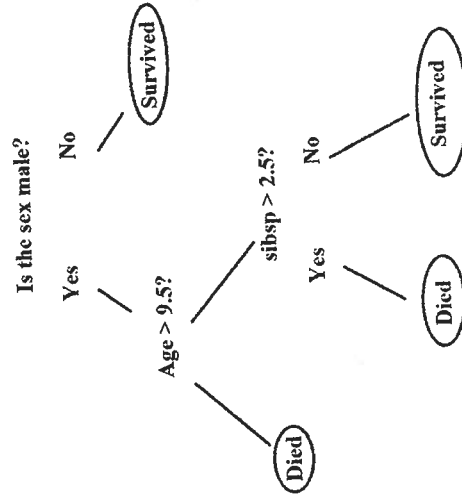 Is the sex male?
Yes
No
Age > 9.5?
Survived
Died
sibsp > 2.5?
Yes
No
Died
Survived